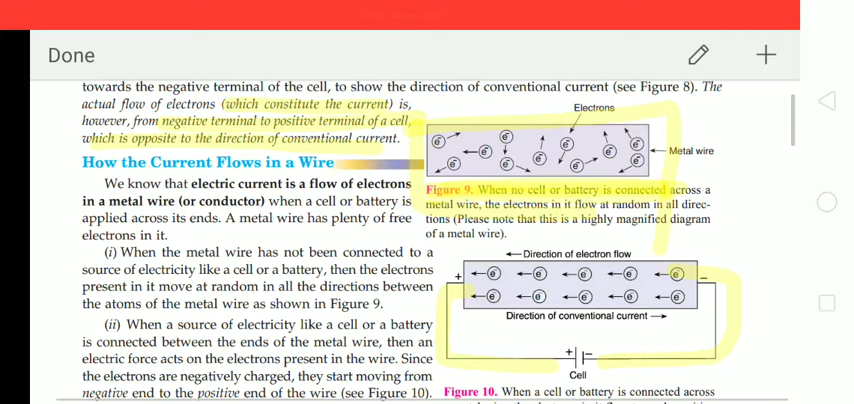 Done
towards the negative terminal of the cell, to show the direction of conventional current (see Figure 8). The
actual flow of electrons (which constitute the current) is,
however, from negative terminal to positive terminal of a cell,
which is opposite to the direction of conventional current.
How the Current Flows in a Wire
We know that electric current is a flow of electrons
in a metal wire (or conductor) when a cell or battery is
applied across its ends. A metal wire has plenty of free
electrons in it.
(i) When the metal wire has not been connected to a
source of electricity like a cell or a battery, then the electrons
present in it move at random in all the directions between
the atoms of the metal wire as shown in Figure 9.
(ii) When a source of electricity like a cell or a battery
is connected between the ends of the metal wire, then an
electric force acts on the electrons present in the wire. Since
the electrons are negatively charged, they start moving from
negative end to the positive end of the wire (see Figure 10).
Electrons
e e e e e e e
e e e e e
Metal wire
Figure 9. When no cell or battery is connected across a
metal wire, the electrons in it flow at random in all direc-
tions (Please note that this is a highly magnified diagram
of a metal wire).
Direction of electron flow
+ e e e e e −
e e e e e
Direction of conventional current
+ −
Cell
Figure 10. When a cell or battery is connected across